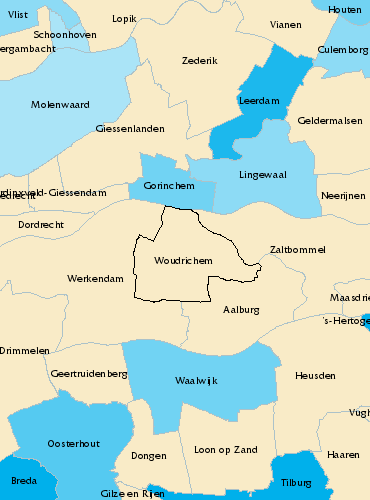 Houten
Vlist
Lopik
Vianen
Schoonhoven
ergambacht
Culemborg
Zederik
Leerdam
Molenwaard
Geldermalsen
Giessenlanden
Lingewaal
Gorinchem
rdinxveld-Giessendam
edrecht
Neerijnen
Dordrecht
Zaltbommel
Woudrichem
Werkendam
Maasdrie
Aalburg
's-Hertoge
Drimmelen
Geertruidenberg
Waalwijk
Heusden
Vugh
Oosterhout
Loon op Zand
Dongen
Haaren
Breda
Tilburg
Gilze en Rijen